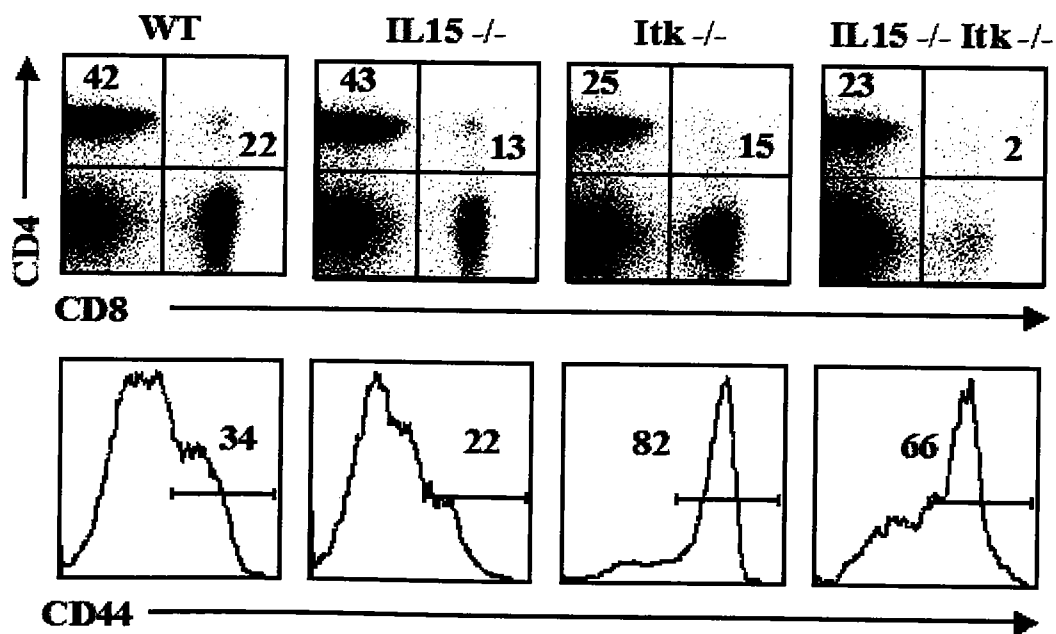 WT IL15 -/- Itk -/- IL15 -/- Itk -/-
42 43 25 23
22 13 15 2
CD4
CD8
34 22 82 66
CD44